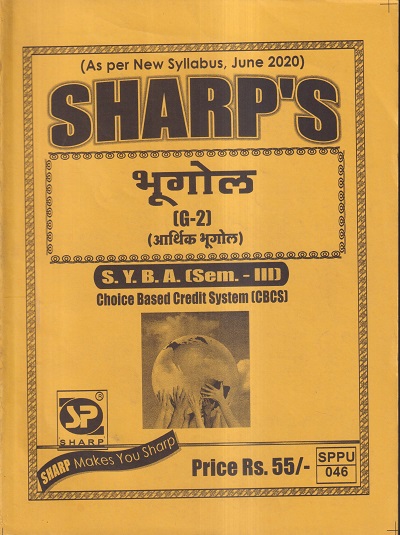 (As per New Syllabus, June 2020)
SHARP'S
भूगोल
(G-2)
(आर्थिक भूगोल)
S. Y. B. A. (Sem. - III)
Choice Based Credit System (CBCS)
SP
®
SHARP
SHARP Makes You Sharp
Price Rs. 55/-
SPPU
046